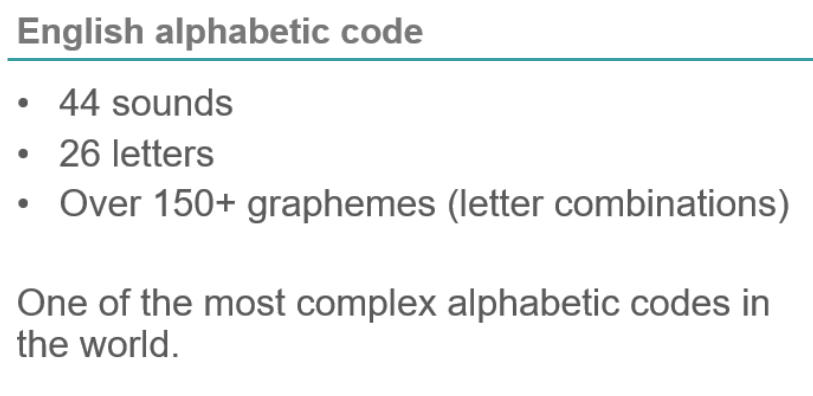 English alphabetic code
• 44 sounds
• 26 letters
• Over 150+ graphemes (letter combinations)
One of the most complex alphabetic codes in
the world.